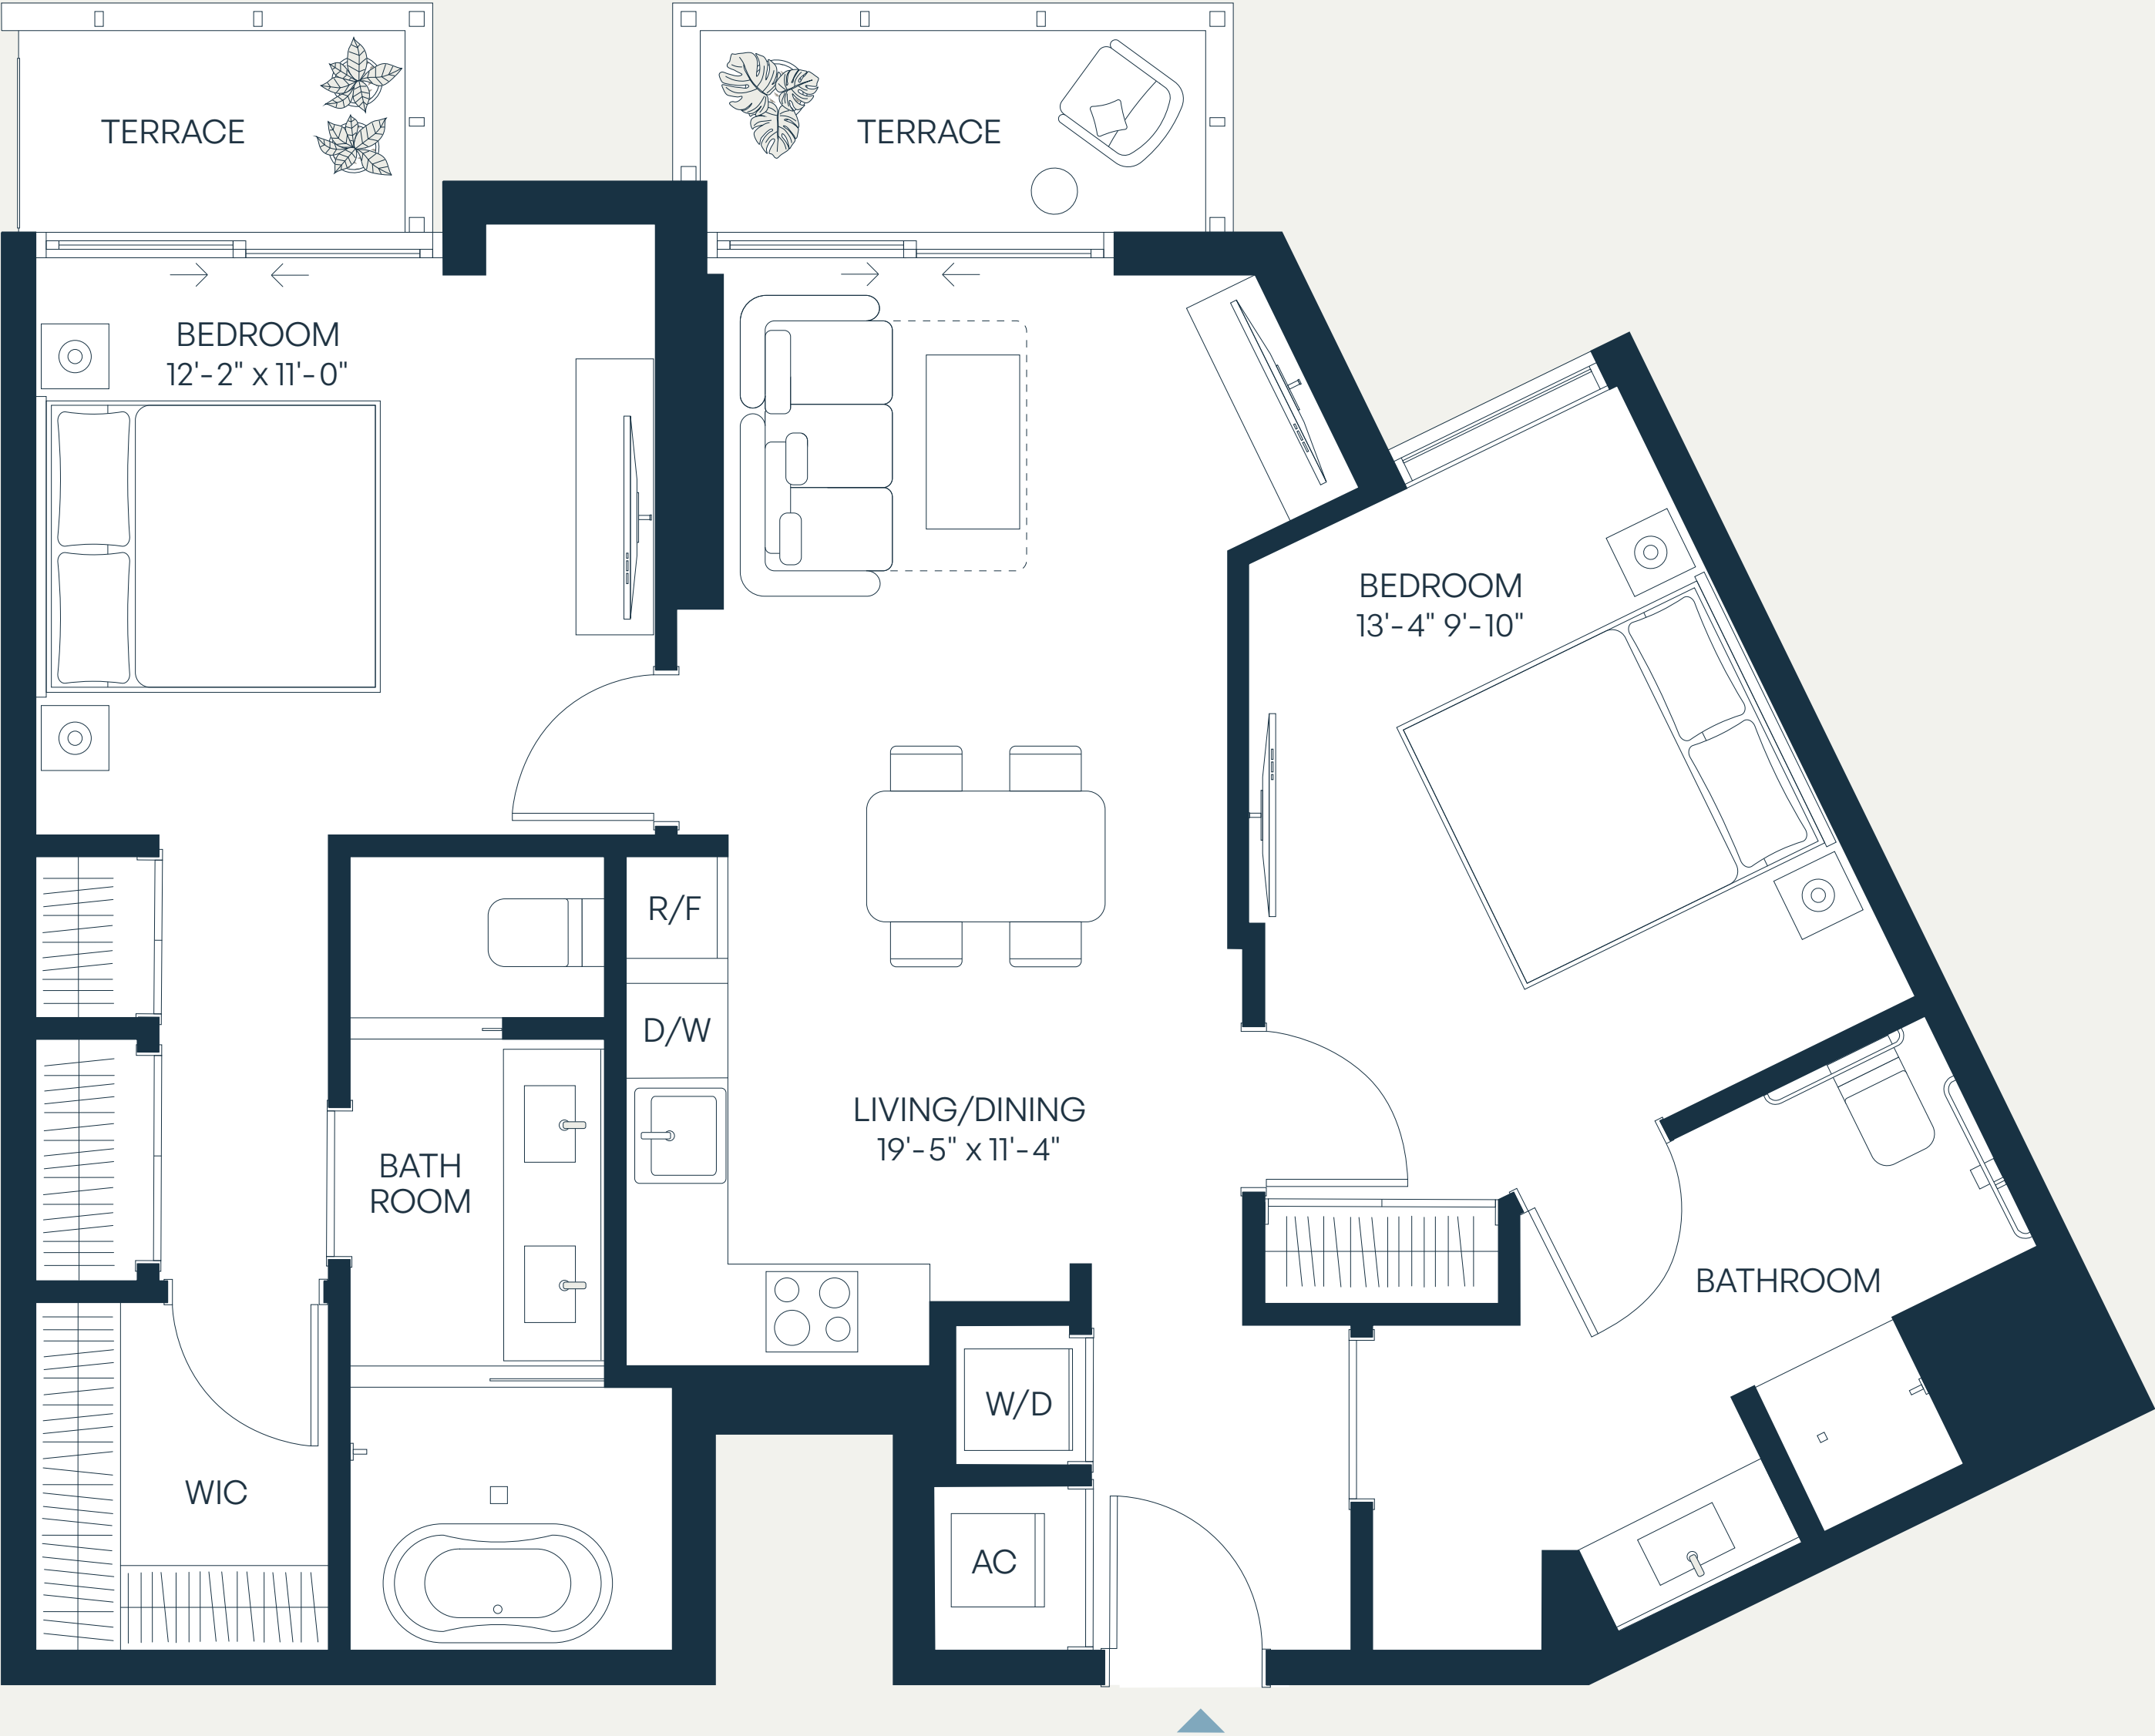 TERRACE
TERRACE
BEDROOM
12'-2" x 11'-0"
BEDROOM
13'-4" 9'-10"
R/F
D/W
LIVING/DINING
19'-5" x 11'-4"
BATH
ROOM
BATHROOM
W/D
WIC
AC